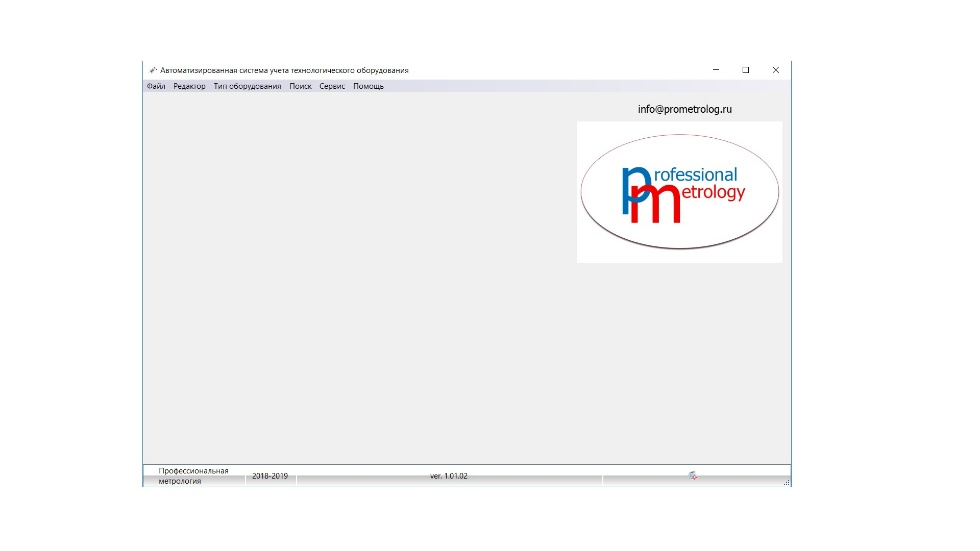 Автоматизированная система учета технологического оборудования
Файл Редактор Тип оборудования Поиск Сервис Помощь
info@prometrolog.ru
professional
metrology
Профессиональная
метрология
2018-2019
ver. 1.01.02